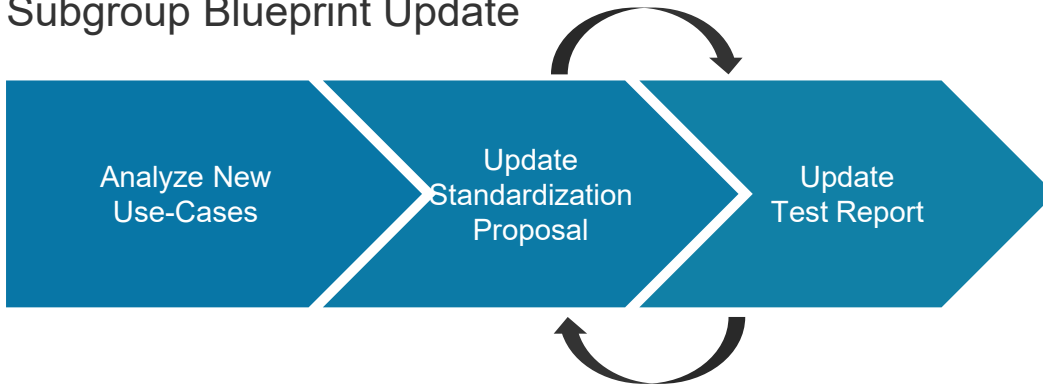 Subgroup Blueprint Update
Analyze New
Use-Cases
Update
Standardization
Proposal
Update
Test Report